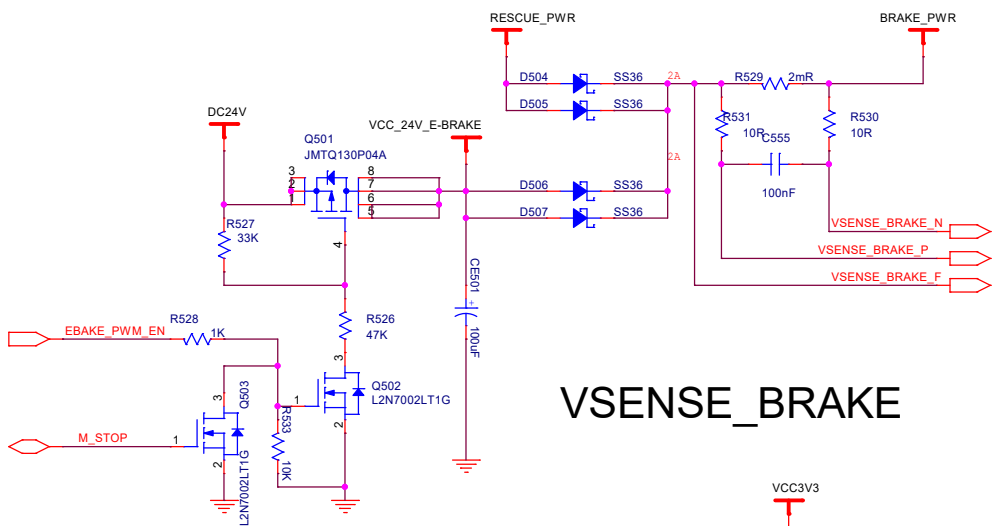 RESCUE_PWR
BRAKE_PWR
D504
SS36
2A
R529
2mR
D505
SS36
R531
10R
C555
R530
10R
100nF
DC24V
VCC_24V_E-BRAKE
Q501
JMTQ130P04A
3
2
1
8
7
6
5
4
2A
D506
SS36
D507
SS36
R527
33K
VSENSE_BRAKE_N
VSENSE_BRAKE_P
VSENSE_BRAKE_F
CE501
+
100uF
R526
47K
EBAKE_PWM_EN
R528
1K
3
Q502
L2N7002LT1G
1
2
Q503
3
1
2
L2N7002LT1G
R533
10K
M_STOP
VSENSE_BRAKE
VCC3V3